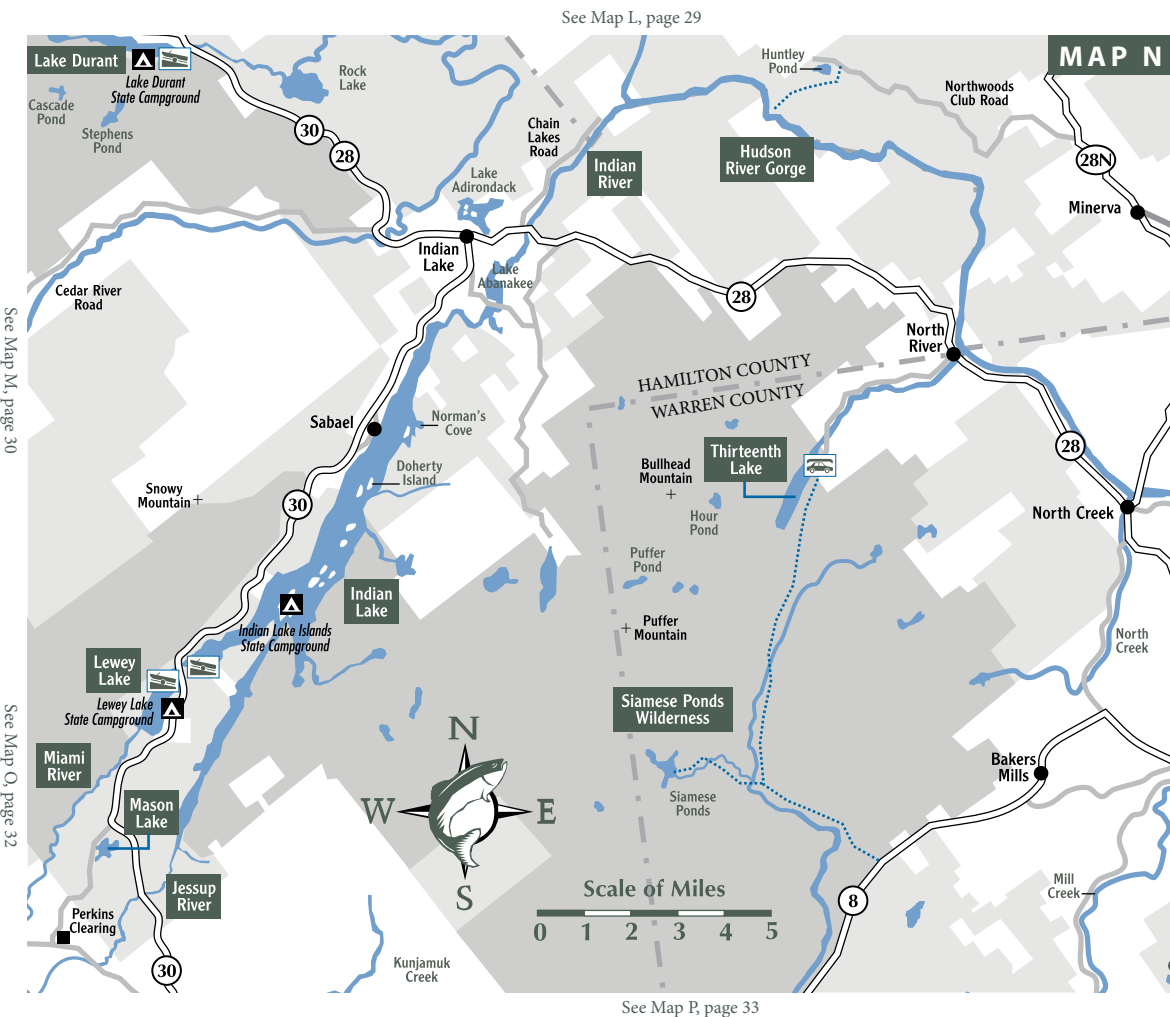 See Map L, page 29
MAP N
Lake Durant
Lake Durant
State Campground
Rock
Lake
Huntley
Pond
Northwoods
Club Road
Cascade
Pond
Stephens
Pond
30
28
Chain
Lakes
Road
Indian
River
Hudson
River Gorge
28N
Minerva
Lake
Adirondack
Indian
Lake
Lake
Abanakee
Cedar River
Road
28
North
River
HAMILTON COUNTY
WARREN COUNTY
See Map M, page 30
Sabael
Norman's
Cove
Doherty
Island
Thirteenth
Lake
Bullhead
Mountain
28
Snowy
Mountain
30
Hour
Pond
North Creek
Puffer
Pond
Indian
Lake
Indian Lake Islands
State Campground
Puffer
Mountain
North
Creek
Lewey
Lake
Lewey Lake
State Campground
Siamese Ponds
Wilderness
See Map O, page 32
Miami
River
N
W
E
S
Bakers
Mills
Mason
Lake
Siamese
Ponds
Jessup
River
Scale of Miles
0 1 2 3 4 5
8
Mill
Creek
Perkins
Clearing
30
Kunjamuk
Creek
See Map P, page 33